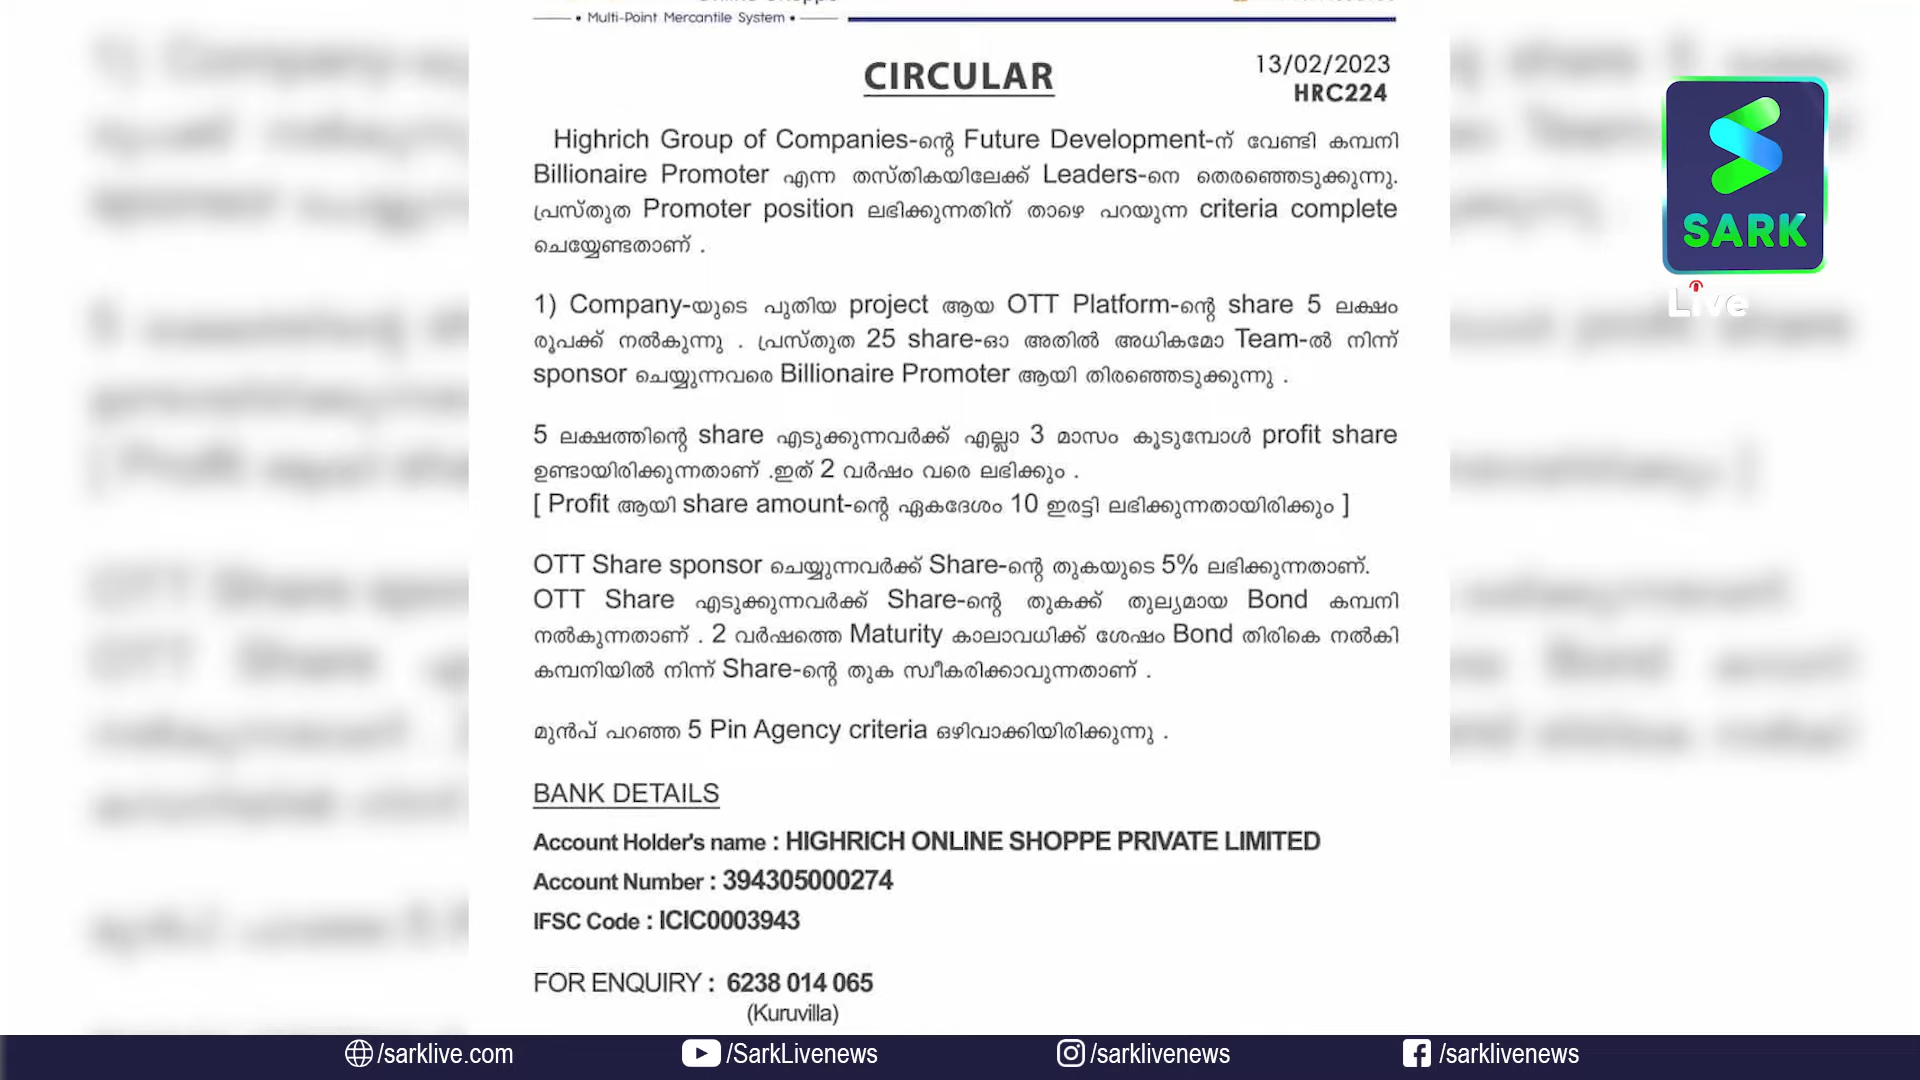 • Multi-Point Mercantile System •
CIRCULAR
13/02/2023
HRC224
Highrich Group of Companies-ന്റെ Future Development-ന് വേണ്ടി കമ്പനി
Billionaire Promoter എന്ന തസ്തികയിലേക്ക് Leaders-നെ തെരഞ്ഞെടുക്കുന്നു.
പ്രസ്തുത Promoter position ലഭിക്കുന്നതിന് താഴെ പറയുന്ന criteria complete
ചെയ്യേണ്ടതാണ് .
1) Company-യുടെ പുതിയ project ആയ OTT Platform-ന്റെ share 5 ലക്ഷം
രൂപക്ക് നൽകുന്നു . പ്രസ്തുത 25 share-ഓ അതിൽ അധികമോ Team-ൽ നിന്ന്
sponsor ചെയ്യുന്നവരെ Billionaire Promoter ആയി തിരഞ്ഞെടുക്കുന്നു .
5 ലക്ഷത്തിന്റെ share എടുക്കുന്നവർക്ക് എല്ലാ 3 മാസം കൂടുമ്പോൾ profit share
ഉണ്ടായിരിക്കുന്നതാണ് .ഇത് 2 വർഷം വരെ ലഭിക്കും .
[ Profit ആയി share amount-ന്റെ ഏകദേശം 10 ഇരട്ടി ലഭിക്കുന്നതായിരിക്കും ]
OTT Share sponsor ചെയ്യുന്നവർക്ക് Share-ന്റെ തുകയുടെ 5% ലഭിക്കുന്നതാണ്.
OTT Share എടുക്കുന്നവർക്ക് Share-ന്റെ തുകക്ക് തുല്യമായ Bond കമ്പനി
നൽകുന്നതാണ് . 2 വർഷത്തെ Maturity കാലാവധിക്ക് ശേഷം Bond തിരികെ നൽകി
കമ്പനിയിൽ നിന്ന് Share-ന്റെ തുക സ്വീകരിക്കാവുന്നതാണ് .
മുൻപ് പറഞ്ഞ 5 Pin Agency criteria ഒഴിവാക്കിയിരിക്കുന്നു .
BANK DETAILS
Account Holder's name : HIGHRICH ONLINE SHOPPE PRIVATE LIMITED
Account Number : 394305000274
IFSC Code : ICIC0003943
FOR ENQUIRY : 6238 014 065
(Kuruvilla)
SARK
Live
/sarklive.com
/SarkLivenews
/sarklivenews
/sarklivenews